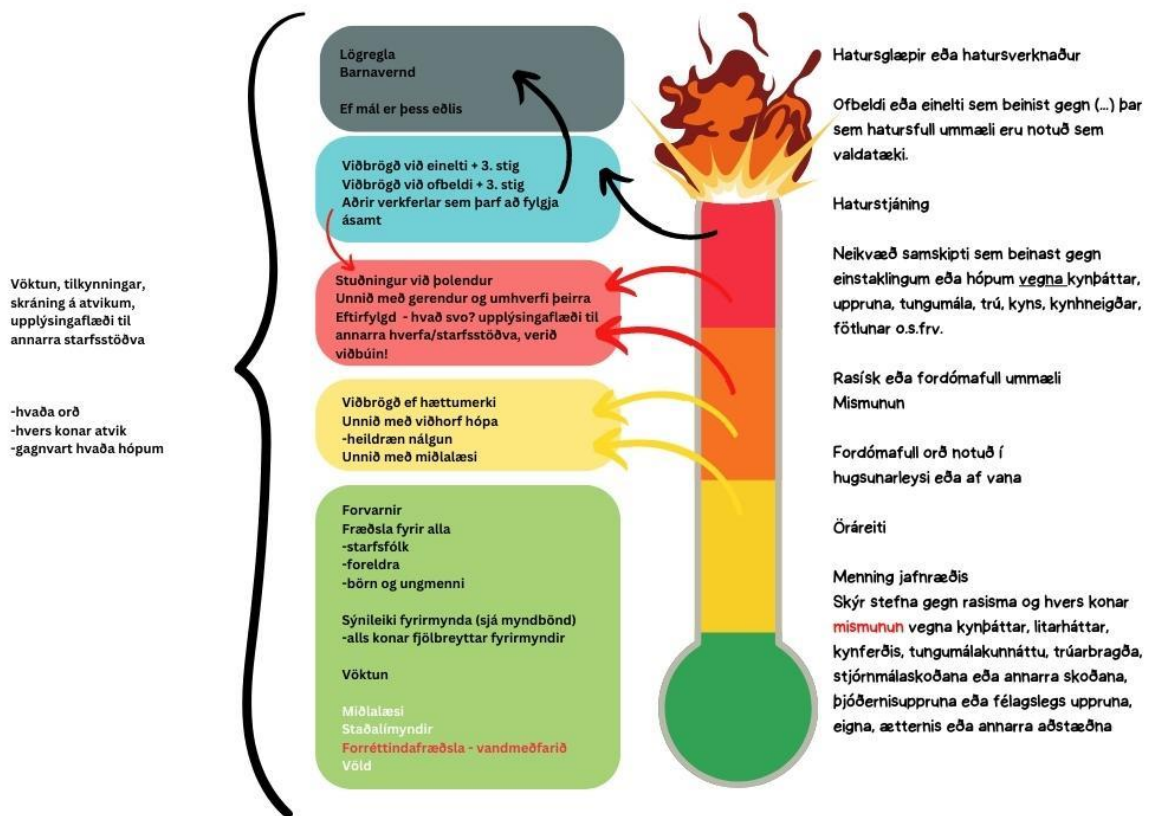 Vöktun, tilkynningar,
skráning á atvikum,
upplýsingaflæði til
annarra starfsstöðva
-hvaða orð
-hvers konar atvik
-gagnvart hvaða hópum
Lögregla
Barnavernd
Ef mál er þess eðlis
Viðbrögð við einelti + 3. stig
Viðbrögð við ofbeldi + 3. stig
Aðrir verkferlar sem þarf að fylgja
ásamt
Stuðningur við þolendur
Unnið með gerendur og umhverfi þeirra
Eftirfylgd - hvað svo? upplýsingaflæði til
annarra hverfa/starfsstöðva, verið
viðbúin!
Viðbrögð ef hættumerki
Unnið með viðhorf hópa
-heildræn nálgun
Unnið með miðlalæsi
Forvarnir
Fræðsla fyrir alla
-starfsfólk
-foreldra
-börn og ungmenni
Sýnileiki fyrirmynda (sjá myndbönd)
-alls konar fjölbreyttar fyrirmyndir
Vöktun
Miðlalæsi
Staðalímyndir
Forréttindafræðsla - vandmeðfarið
Völd
Hatursglæpir eða hatursverknaður
Ofbeldi eða einelti sem beinist gegn (...) þar
sem hatursfull ummæli eru notuð sem
valdatæki.
Haturstjáning
Neikvæð samskipti sem beinast gegn
einstaklingum eða hópum vegna kynþáttar,
uppruna, tungumála, trú, kyns, kynhneigðar,
fötlunar o.s.frv.
Rasísk eða fordómafull ummæli
Mismunun
Fordómafull orð notuð í
hugsunarleysi eða af vana
Öráreiti
Menning jafnræðis
Skýr stefna gegn rasisma og hvers konar
mismunun vegna kynþáttar, litarháttar,
kynferðis, tungumálakunnáttu, trúarbragða,
stjórnmálaskoðana eða annarra skoðana,
þjóðernisuppruna eða félagslegs uppruna,
eigna, ætternis eða annarra aðstæðna